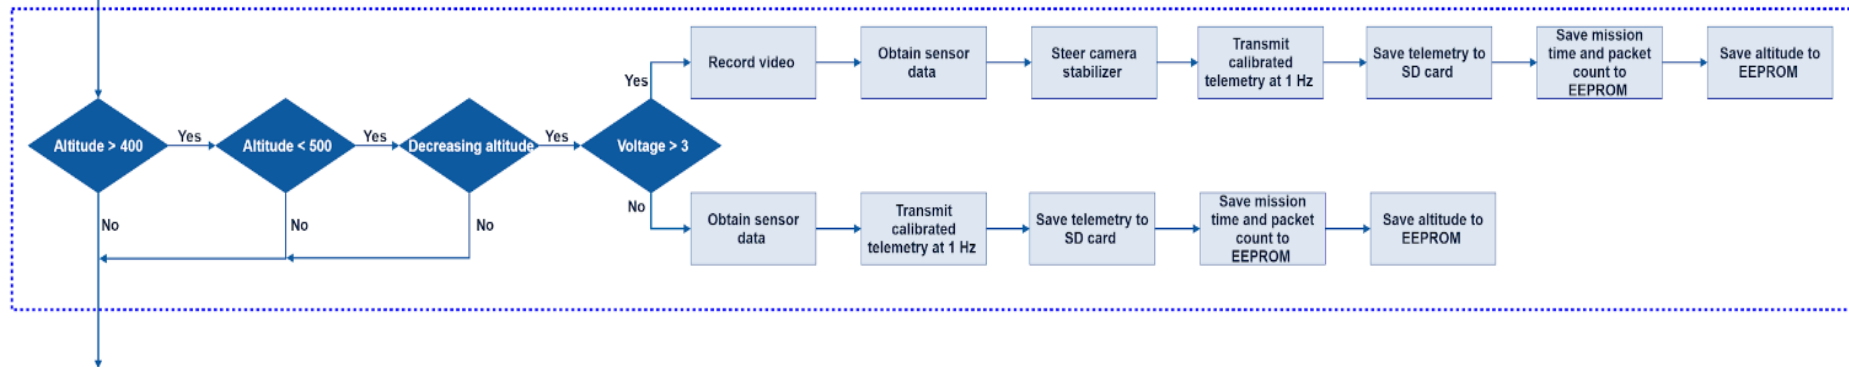 Record video
Obtain sensor
data
Steer camera
stabilizer
Transmit
calibrated
telemetry at 1 Hz
Save telemetry to
SD card
Save mission
time and packet
count to
EEPROM
Save altitude to
EEPROM
Yes
Altitude > 400
Yes
Altitude < 500
Yes
Decreasing altitude
Yes
Voltage > 3
No
No
No
No
Obtain sensor
data
Transmit
calibrated
telemetry at 1 Hz
Save telemetry to
SD card
Save mission
time and packet
count to
EEPROM
Save altitude to
EEPROM